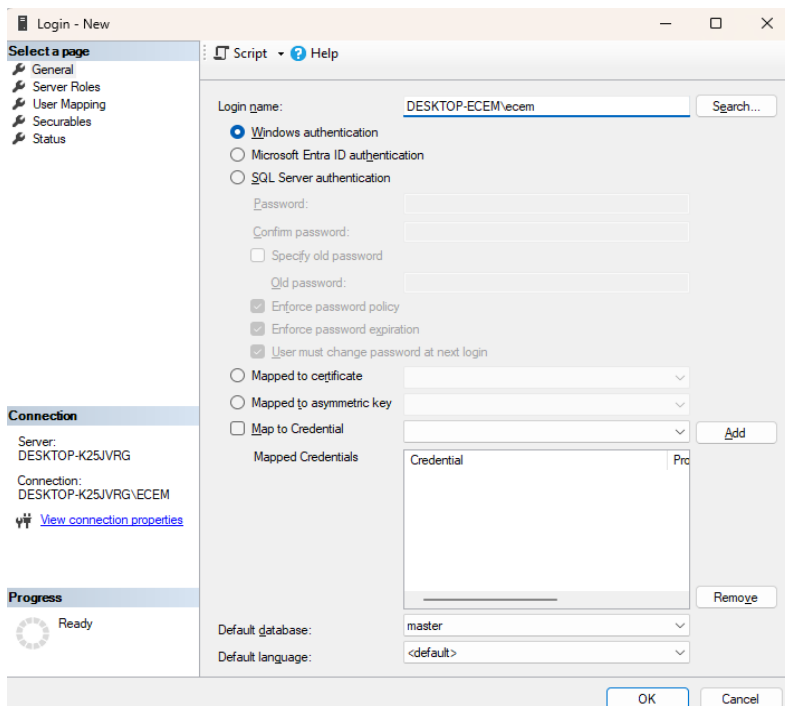 Login - New
Select a page
General
Server Roles
User Mapping
Securables
Status
Script
Help
Login name:
DESKTOP-ECEM\ecem
Search...
Windows authentication
Microsoft Entra ID authentication
SQL Server authentication
Password:
Confirm password:
Specify old password
Old password:
Enforce password policy
Enforce password expiration
User must change password at next login
Mapped to certificate
Mapped to asymmetric key
Map to Credential
Add
Mapped Credentials
Credential
Pro
Remove
Default database:
master
Default language:
<default>
Connection
Server:
DESKTOP-K25JVRG
Connection:
DESKTOP-K25JVRG\ECEM
View connection properties
Progress
Ready
OK
Cancel